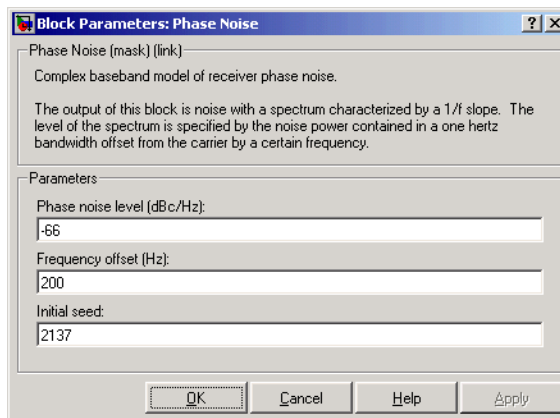 Block Parameters: Phase Noise
Phase Noise (mask) (link)
Complex baseband model of receiver phase noise.
The output of this block is noise with a spectrum characterized by a 1/f slope. The
level of the spectrum is specified by the noise power contained in a one hertz
bandwidth offset from the carrier by a certain frequency.
Parameters
Phase noise level (dBc/Hz):
-66
Frequency offset (Hz):
200
Initial seed:
2137
OK Cancel Help Apply